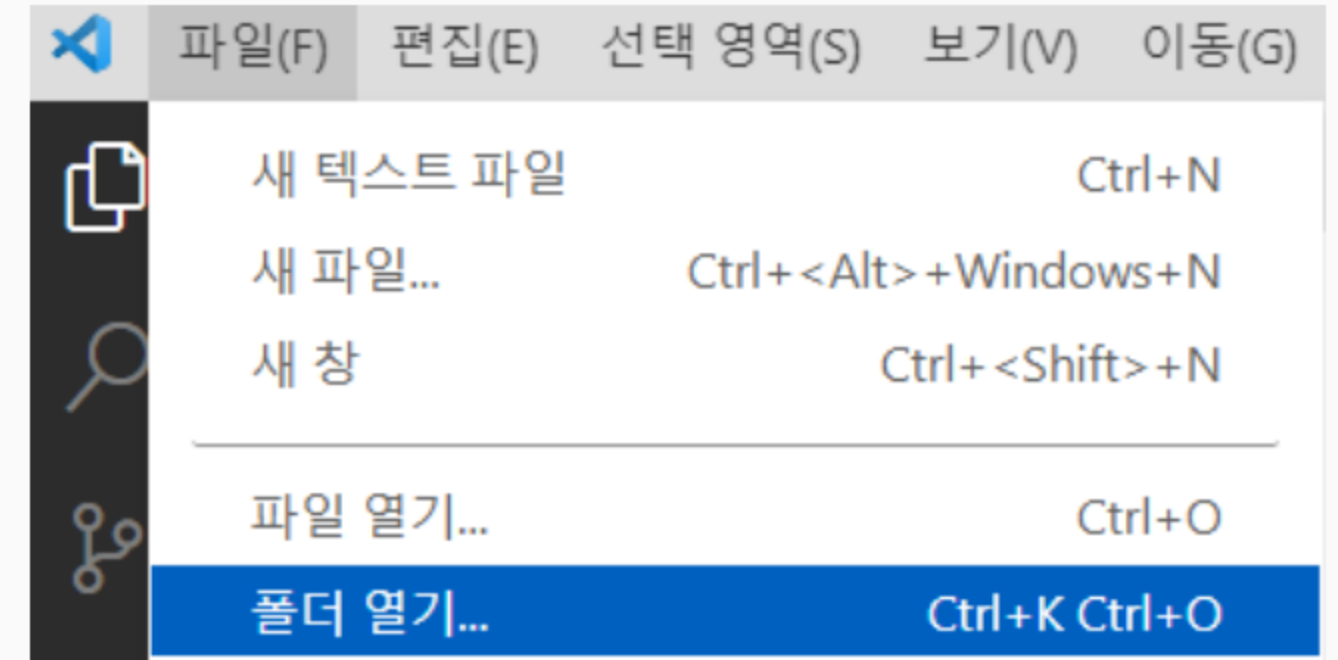 파일(F) 편집(E) 선택 영역(S) 보기(V) 이동(G)
새 텍스트 파일 Ctrl+N
새 파일... Ctrl+<Alt>+Windows+N
새 창 Ctrl+<Shift>+N
파일 열기... Ctrl+O
폴더 열기... Ctrl+K Ctrl+O